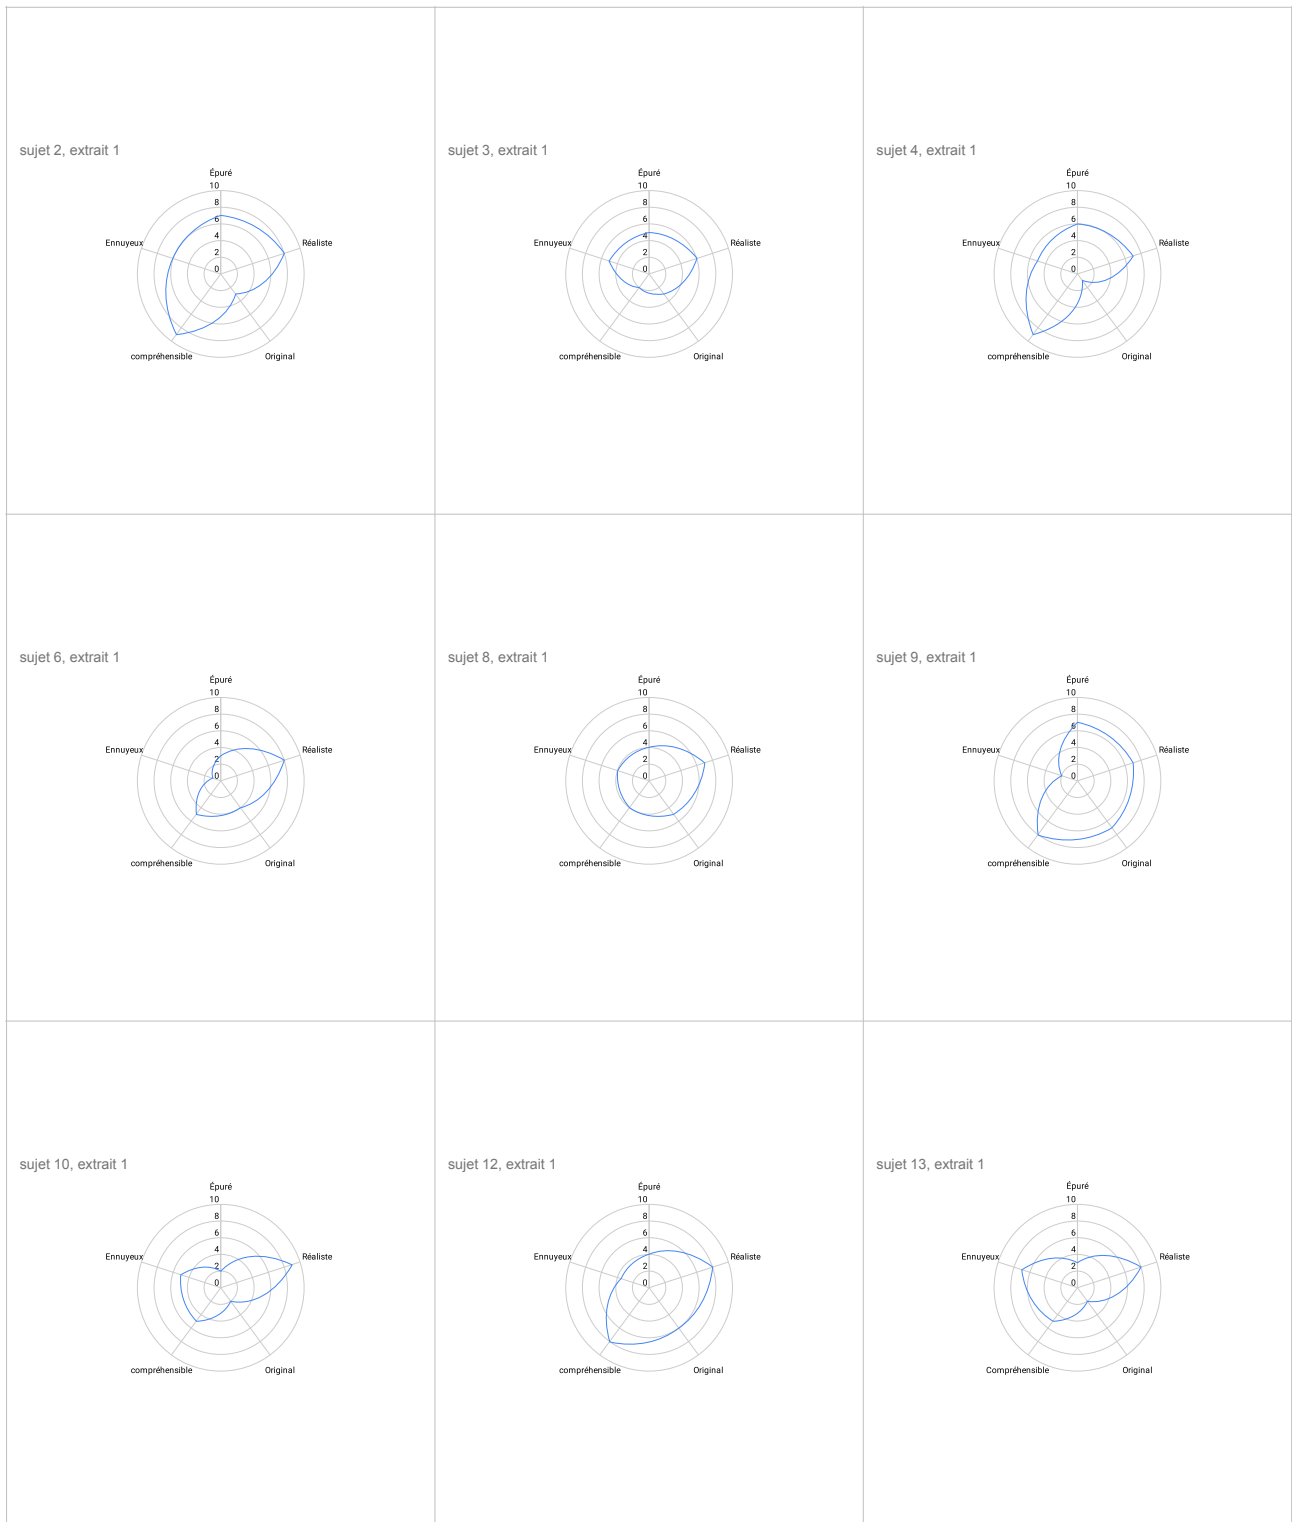 sujet 2, extrait 1
Épuré
10
8
6
4
2
0
Ennuyeux
Réaliste
compréhensible
Original
sujet 3, extrait 1
Épuré
10
8
6
4
2
0
Ennuyeux
Réaliste
compréhensible
Original
sujet 4, extrait 1
Épuré
10
8
6
4
2
0
Ennuyeux
Réaliste
compréhensible
Original
sujet 6, extrait 1
Épuré
10
8
6
4
2
0
Ennuyeux
Réaliste
compréhensible
Original
sujet 8, extrait 1
Épuré
10
8
6
4
2
0
Ennuyeux
Réaliste
compréhensible
Original
sujet 9, extrait 1
Épuré
10
8
6
4
2
0
Ennuyeux
Réaliste
compréhensible
Original
sujet 10, extrait 1
Épuré
10
8
6
4
2
0
Ennuyeux
Réaliste
compréhensible
Original
sujet 12, extrait 1
Épuré
10
8
6
4
2
0
Ennuyeux
Réaliste
compréhensible
Original
sujet 13, extrait 1
Épuré
10
8
6
4
2
0
Ennuyeux
Réaliste
Compréhensible
Original